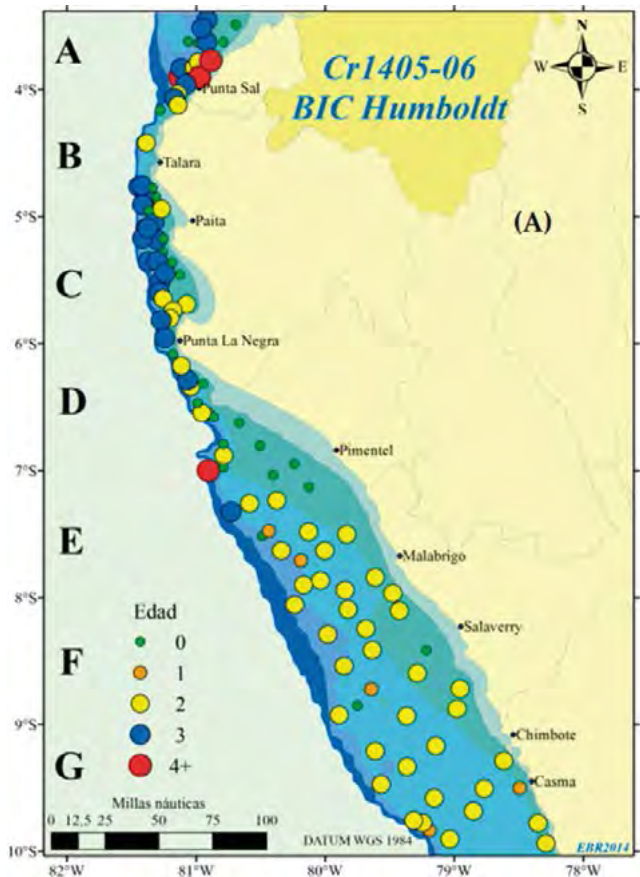 A
4°S
Cr1405-06
BIC Humboldt
N
W
E
S
Punta Sal
B
Talara
(A)
5°S
Paita
C
6°S
Punta La Negra
D
Pimentel
7°S
E
Malabrigo
8°S
Edad
0
1
2
3
4+
Salaverry
F
9°S
Chimbote
G
Casma
Millas náuticas
0 12,5 25 50 75 100
DATUM WGS 1984
EBR2014
10°S
82°W 81°W 80°W 79°W 78°W